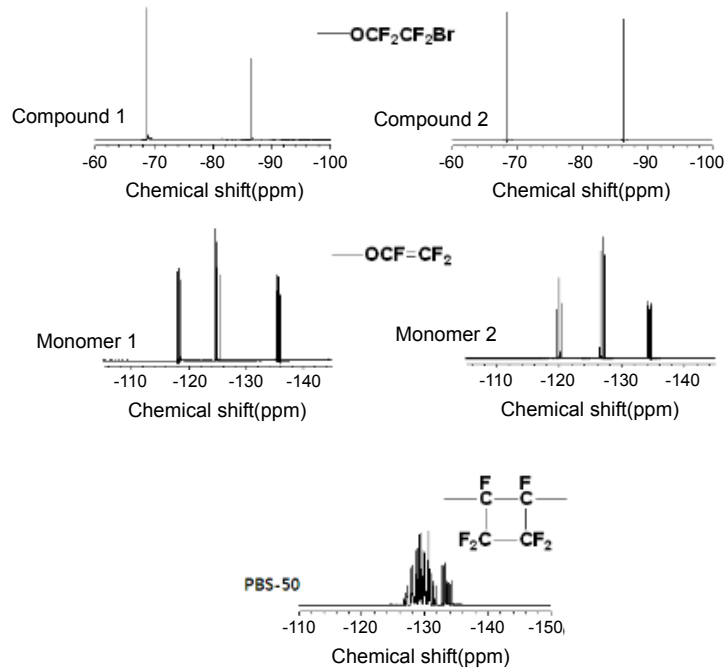 —OCF₂CF₂Br
Compound 1
Compound 2
-60 -70 -80 -90 -100
-60 -70 -80 -90 -100
Chemical shift(ppm)
Chemical shift(ppm)
—OCF=CF₂
Monomer 1
Monomer 2
-110 -120 -130 -140
-110 -120 -130 -140
Chemical shift(ppm)
Chemical shift(ppm)
F F
C C
F₂C CF₂
PBS-50
-110 -120 -130 -140 -150
Chemical shift(ppm)